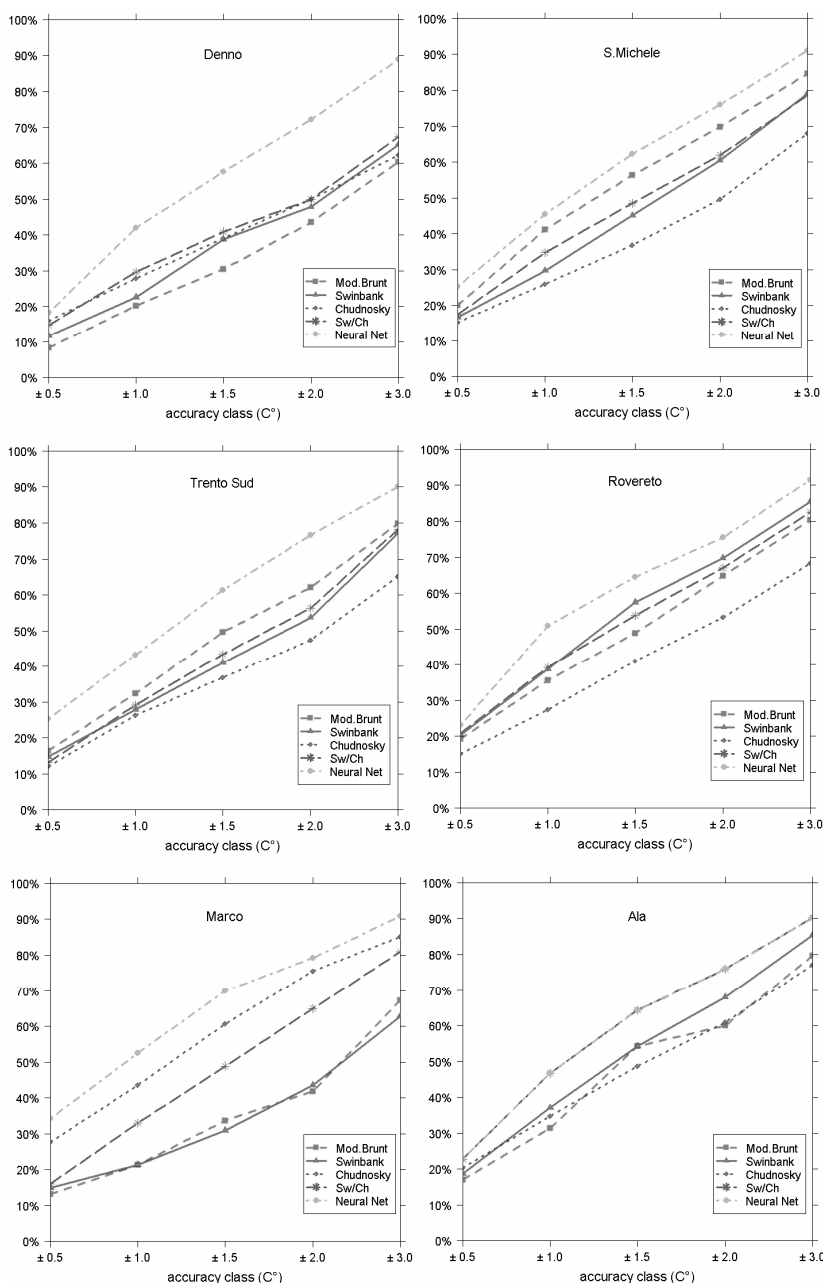 Denno
100%
90%
80%
70%
60%
50%
40%
30%
20%
10%
0%
Mod.Brunt
Swinbank
Chudnosky
Sw/Ch
Neural Net
± 0.5 ± 1.0 ± 1.5 ± 2.0 ± 3.0
accuracy class (C°)
S.Michele
100%
90%
80%
70%
60%
50%
40%
30%
20%
10%
0%
Mod.Brunt
Swinbank
Chudnosky
Sw/Ch
Neural Net
± 0.5 ± 1.0 ± 1.5 ± 2.0 ± 3.0
accuracy class (C°)
Trento Sud
100%
90%
80%
70%
60%
50%
40%
30%
20%
10%
0%
Mod.Brunt
Swinbank
Chudnosky
Sw/Ch
Neural Net
± 0.5 ± 1.0 ± 1.5 ± 2.0 ± 3.0
accuracy class (C°)
Rovereto
100%
90%
80%
70%
60%
50%
40%
30%
20%
10%
0%
Mod.Brunt
Swinbank
Chudnosky
Sw/Ch
Neural Net
± 0.5 ± 1.0 ± 1.5 ± 2.0 ± 3.0
accuracy class (C°)
Marco
100%
90%
80%
70%
60%
50%
40%
30%
20%
10%
0%
Mod.Brunt
Swinbank
Chudnosky
Sw/Ch
Neural Net
± 0.5 ± 1.0 ± 1.5 ± 2.0 ± 3.0
accuracy class (C°)
Ala
100%
90%
80%
70%
60%
50%
40%
30%
20%
10%
0%
Mod.Brunt
Swinbank
Chudnosky
Sw/Ch
Neural Net
± 0.5 ± 1.0 ± 1.5 ± 2.0 ± 3.0
accuracy class (C°)